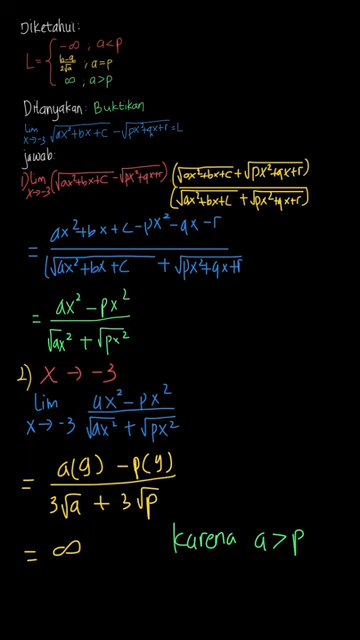 Diketahui:
L = { -∞ ; a<p
(b-q)/(2√a) ; a=p
∞ ; a>p
Ditanyakan: Buktikan
lim x→-3 √(ax²+bx+c) - √(px²+qx+r) = L
jawab:
1) lim x→-3 (√(ax²+bx+c) - √(px²+qx+r)) (√(ax²+bx+c) + √(px²+qx+r))/(√(ax²+bx+c) + √(px²+qx+r))
= (ax²+bx+c-px²-qx-r)/(√(ax²+bx+c) + √(px²+qx+r))
= (ax²-px²)/(√ax² + √px²)
2) x → -3
Lim x→-3 (ax²-px²)/(√ax² + √px²)
= (a(9) - p(9))/(3√a + 3√p)
= ∞ karena a>p